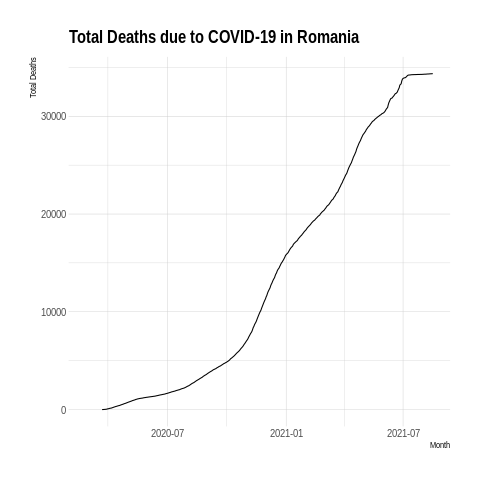 Total Deaths due to COVID-19 in Romania
Total Deaths
30000
20000
10000
0
2020-07 2021-01 2021-07
Month